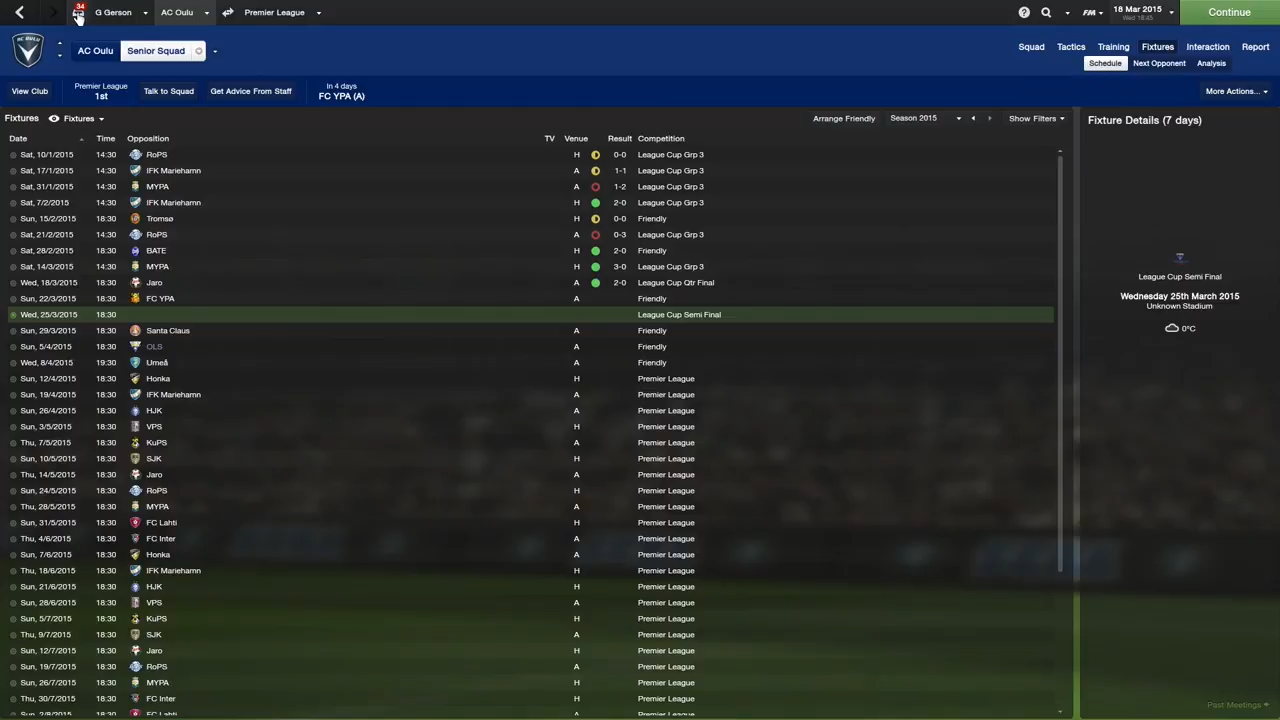 34 G Gerson AC Oulu Premier League FM 18 Mar 2015 Wed 18:45 Continue
AC OULU AC Oulu Senior Squad Squad Tactics Training Fixtures Interaction Report
Schedule Next Opponent Analysis
View Club Premier League 1st Talk to Squad Get Advice From Staff In 4 days FC YPA (A) More Actions...
Fixtures Fixtures Arrange Friendly Season 2015 Show Filters Fixture Details (7 days)
Date Time Opposition TV Venue Result Competition
Sat, 10/1/2015 14:30 RoPS H 0-0 League Cup Grp 3
Sat, 17/1/2015 14:30 IFK Mariehamn A 1-1 League Cup Grp 3
Sat, 31/1/2015 14:30 MYPA A 1-2 League Cup Grp 3
Sat, 7/2/2015 14:30 IFK Mariehamn H 2-0 League Cup Grp 3
Sun, 15/2/2015 18:30 Tromsø H 0-0 Friendly
Sat, 21/2/2015 14:30 RoPS A 0-3 League Cup Grp 3
Sat, 28/2/2015 18:30 BATE H 2-0 Friendly
Sat, 14/3/2015 14:30 MYPA H 3-0 League Cup Grp 3
Wed, 18/3/2015 18:30 Jaro A 2-0 League Cup Qtr Final
Sun, 22/3/2015 18:30 FC YPA A Friendly
Wed, 25/3/2015 18:30 League Cup Semi Final
Sun, 29/3/2015 18:30 Santa Claus A Friendly
Sun, 5/4/2015 18:30 OLS A Friendly
Wed, 8/4/2015 19:30 Umeå A Friendly
Sun, 12/4/2015 18:30 Honka H Premier League
Sun, 19/4/2015 18:30 IFK Mariehamn A Premier League
Sun, 26/4/2015 18:30 HJK A Premier League
Sun, 3/5/2015 18:30 VPS H Premier League
Thu, 7/5/2015 18:30 KuPS A Premier League
Sun, 10/5/2015 18:30 SJK H Premier League
Thu, 14/5/2015 18:30 Jaro A Premier League
Sun, 24/5/2015 18:30 RoPS H Premier League
Thu, 28/5/2015 18:30 MYPA A Premier League
Sun, 31/5/2015 18:30 FC Lahti H Premier League
Thu, 4/6/2015 18:30 FC Inter A Premier League
Sun, 7/6/2015 18:30 Honka A Premier League
Thu, 18/6/2015 18:30 IFK Mariehamn H Premier League
Sun, 21/6/2015 18:30 HJK H Premier League
Sun, 28/6/2015 18:30 VPS A Premier League
Sun, 5/7/2015 18:30 KuPS H Premier League
Thu, 9/7/2015 18:30 SJK A Premier League
Sun, 12/7/2015 18:30 Jaro H Premier League
Sun, 19/7/2015 18:30 RoPS A Premier League
Sun, 26/7/2015 18:30 MYPA H Premier League
Thu, 30/7/2015 18:30 FC Inter H Premier League
Sun, 2/8/2015 18:30 FC Lahti A Premier League
League Cup Semi Final
Wednesday 25th March 2015
Unknown Stadium
0°C
Past Meetings